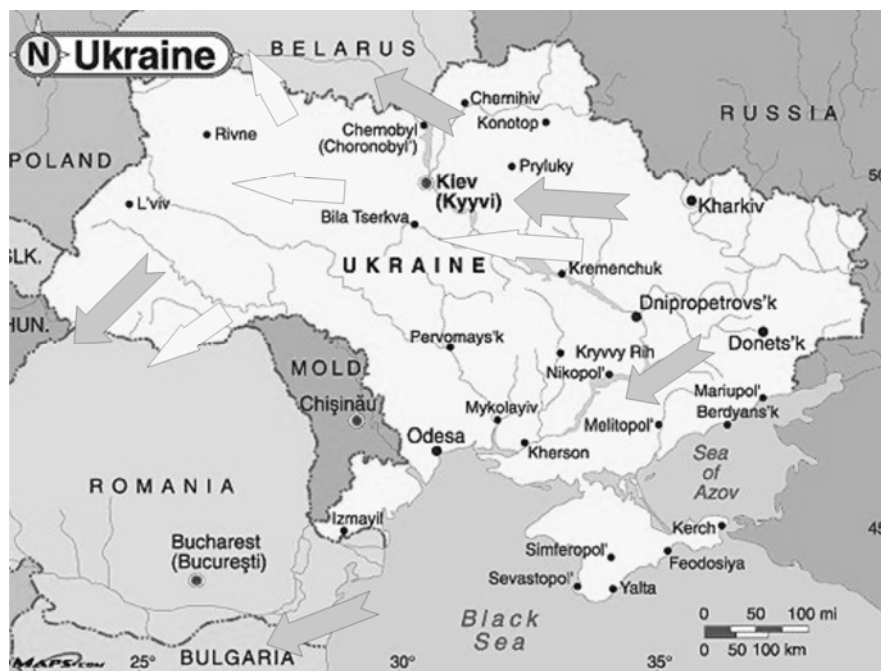 N Ukraine
BELARUS
RUSSIA
POLAND
Chernihiv
Chernobyl
(Choronobyl')
Konotop
Rivne
Pryluky
50
Kiev
(Kyyvi)
L'viv
Kharkiv
Bila Tserkva
SLK.
UKRAINE
Kremenchuk
HUN.
Dnipropetrovs'k
Pervomays'k
Donets'k
Kryvvy Rih
Nikopol'
MOLD
Chişinău
Mariupol'
Berdyans'k
Mykolayiv
Melitopol'
Odesa
Kherson
Sea
of
Azov
ROMANIA
Izmayil
Kerch
45
Bucharest
(Bucureşti)
Simferopol'
Feodosiya
Sevastopol'
Yalta
Black
Sea
0 50 100 mi
0 50 100 km
MAPS.COM
25°
BULGARIA
30°
35°